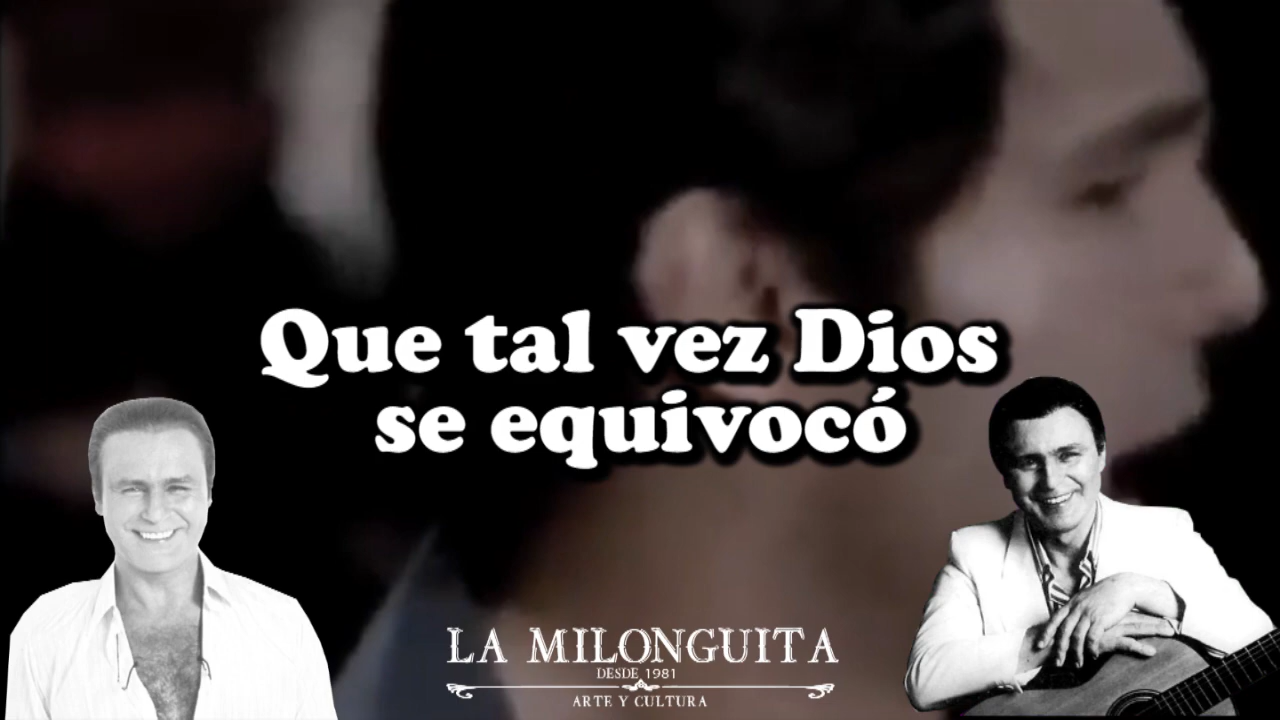 Que tal vez Dios
se equivocó
LA MILONGUITA
DESDE 1981
ARTE Y CULTURA